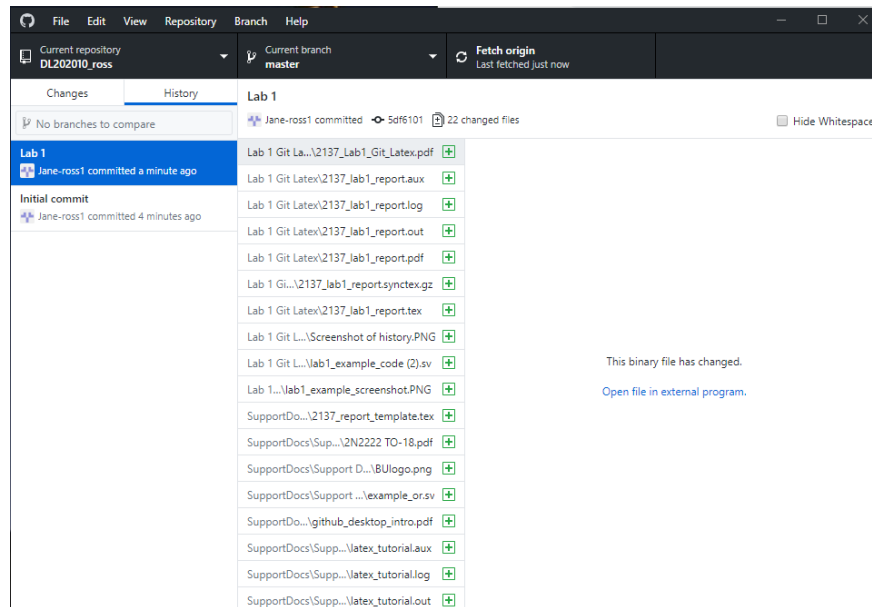 File Edit View Repository Branch Help
Current repository
DL202010_ross
Current branch
master
Fetch origin
Last fetched just now
Changes History
No branches to compare
Lab 1
Jane-ross1 committed a minute ago
Initial commit
Jane-ross1 committed 4 minutes ago
Lab 1
Jane-ross1 committed 5df6101 22 changed files
Hide Whitespace
Lab 1 Git La...\2137_Lab1_Git_Latex.pdf
Lab 1 Git Latex\2137_lab1_report.aux
Lab 1 Git Latex\2137_lab1_report.log
Lab 1 Git Latex\2137_lab1_report.out
Lab 1 Git Latex\2137_lab1_report.pdf
Lab 1 Gi...\2137_lab1_report.synctex.gz
Lab 1 Git Latex\2137_lab1_report.tex
Lab 1 Git L...\Screenshot of history.PNG
Lab 1 Git L...\lab1_example_code (2).sv
Lab 1...\lab1_example_screenshot.PNG
SupportDo...\2137_report_template.tex
SupportDocs\Sup...\2N2222 TO-18.pdf
SupportDocs\Support D...\BUlogo.png
SupportDocs\Support ...\example_or.sv
SupportDo...\github_desktop_intro.pdf
SupportDocs\Supp...\latex_tutorial.aux
SupportDocs\Supp...\latex_tutorial.log
SupportDocs\Supp...\latex_tutorial.out
This binary file has changed.
Open file in external program.